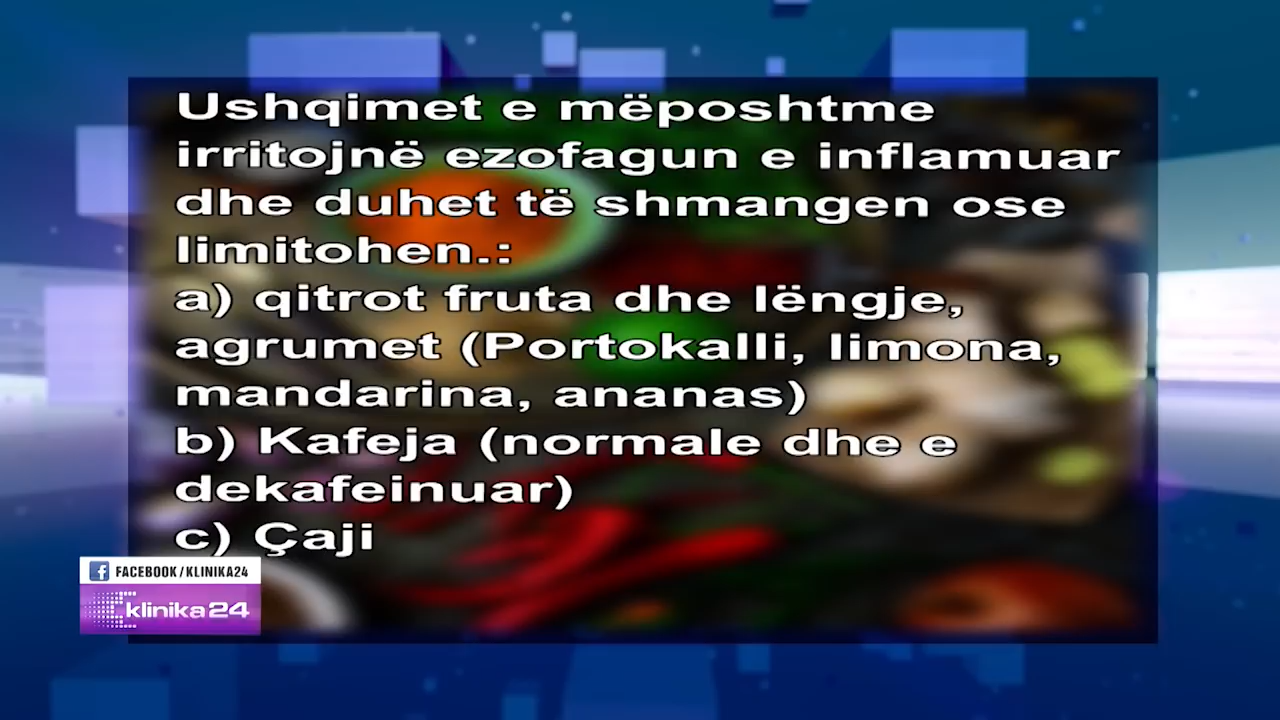 Ushqimet e mëposhtme
irritojnë ezofagun e inflamuar
dhe duhet të shmangen ose
limitohen.:
a) qitrot fruta dhe lëngje,
agrumet (Portokalli, limona,
mandarina, ananas)
b) Kafeja (normale dhe e
dekafeinuar)
c) Çaji
f FACEBOOK/KLINIKA24
klinika24